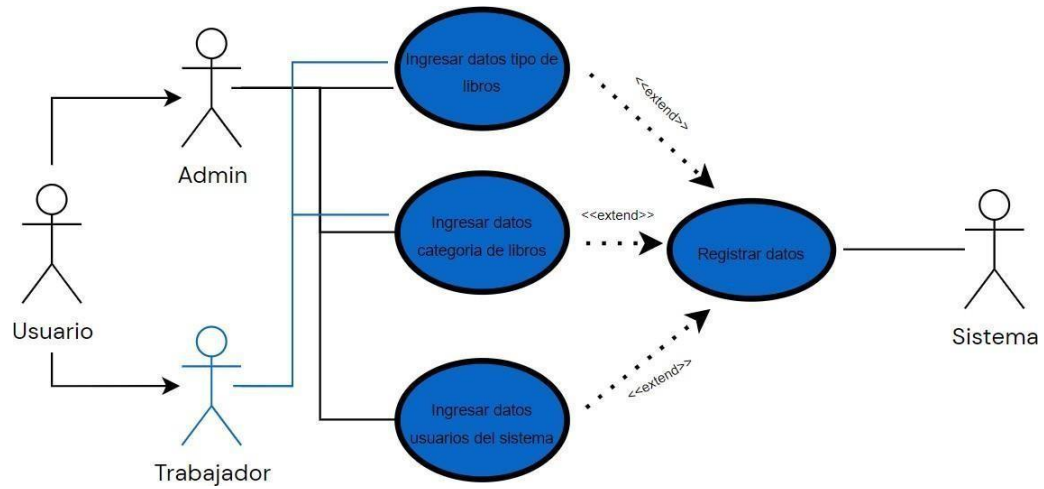 Ingresar datos tipo de
libros
<<extend>>
Admin
Ingresar datos
categoria de libros
<<extend>>
Registrar datos
Usuario
Sistema
Ingresar datos
usuarios del sistema
<<extend>>
Trabajador